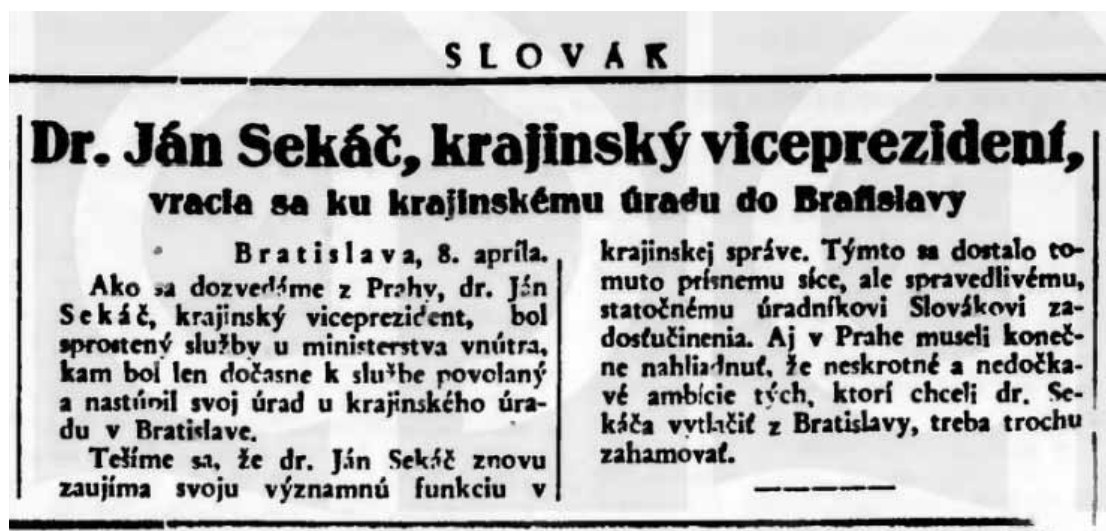 SLOVÁK
Dr. Ján Sekáč, krajinský viceprezident,
vracia sa ku krajinskému úradu do Bratislavy
Bratislava, 8. apríla.
Ako sa dozvedáme z Prahy, dr. Ján
Sekáč, krajinský viceprezident, bol
sprostený služby u ministerstva vnútra,
kam bol len dočasne k službe povolaný
a nastúpil svoj úrad u krajinského úra-
du v Bratislave.
Tešíme sa, že dr. Ján Sekáč znovu
zaujíma svoju významnú funkciu v
krajinskej správe. Týmto sa dostalo to-
muto prísnemu síce, ale spravedlivému,
statočnému úradníkovi Slovákovi za-
dosťučinenia. Aj v Prahe museli koneč-
ne nahliadnuť, že neskrotné a nedočka-
vé ambície tých, ktorí chceli dr. Se-
káča vytlačiť z Bratislavy, treba trochu
zahamovať.